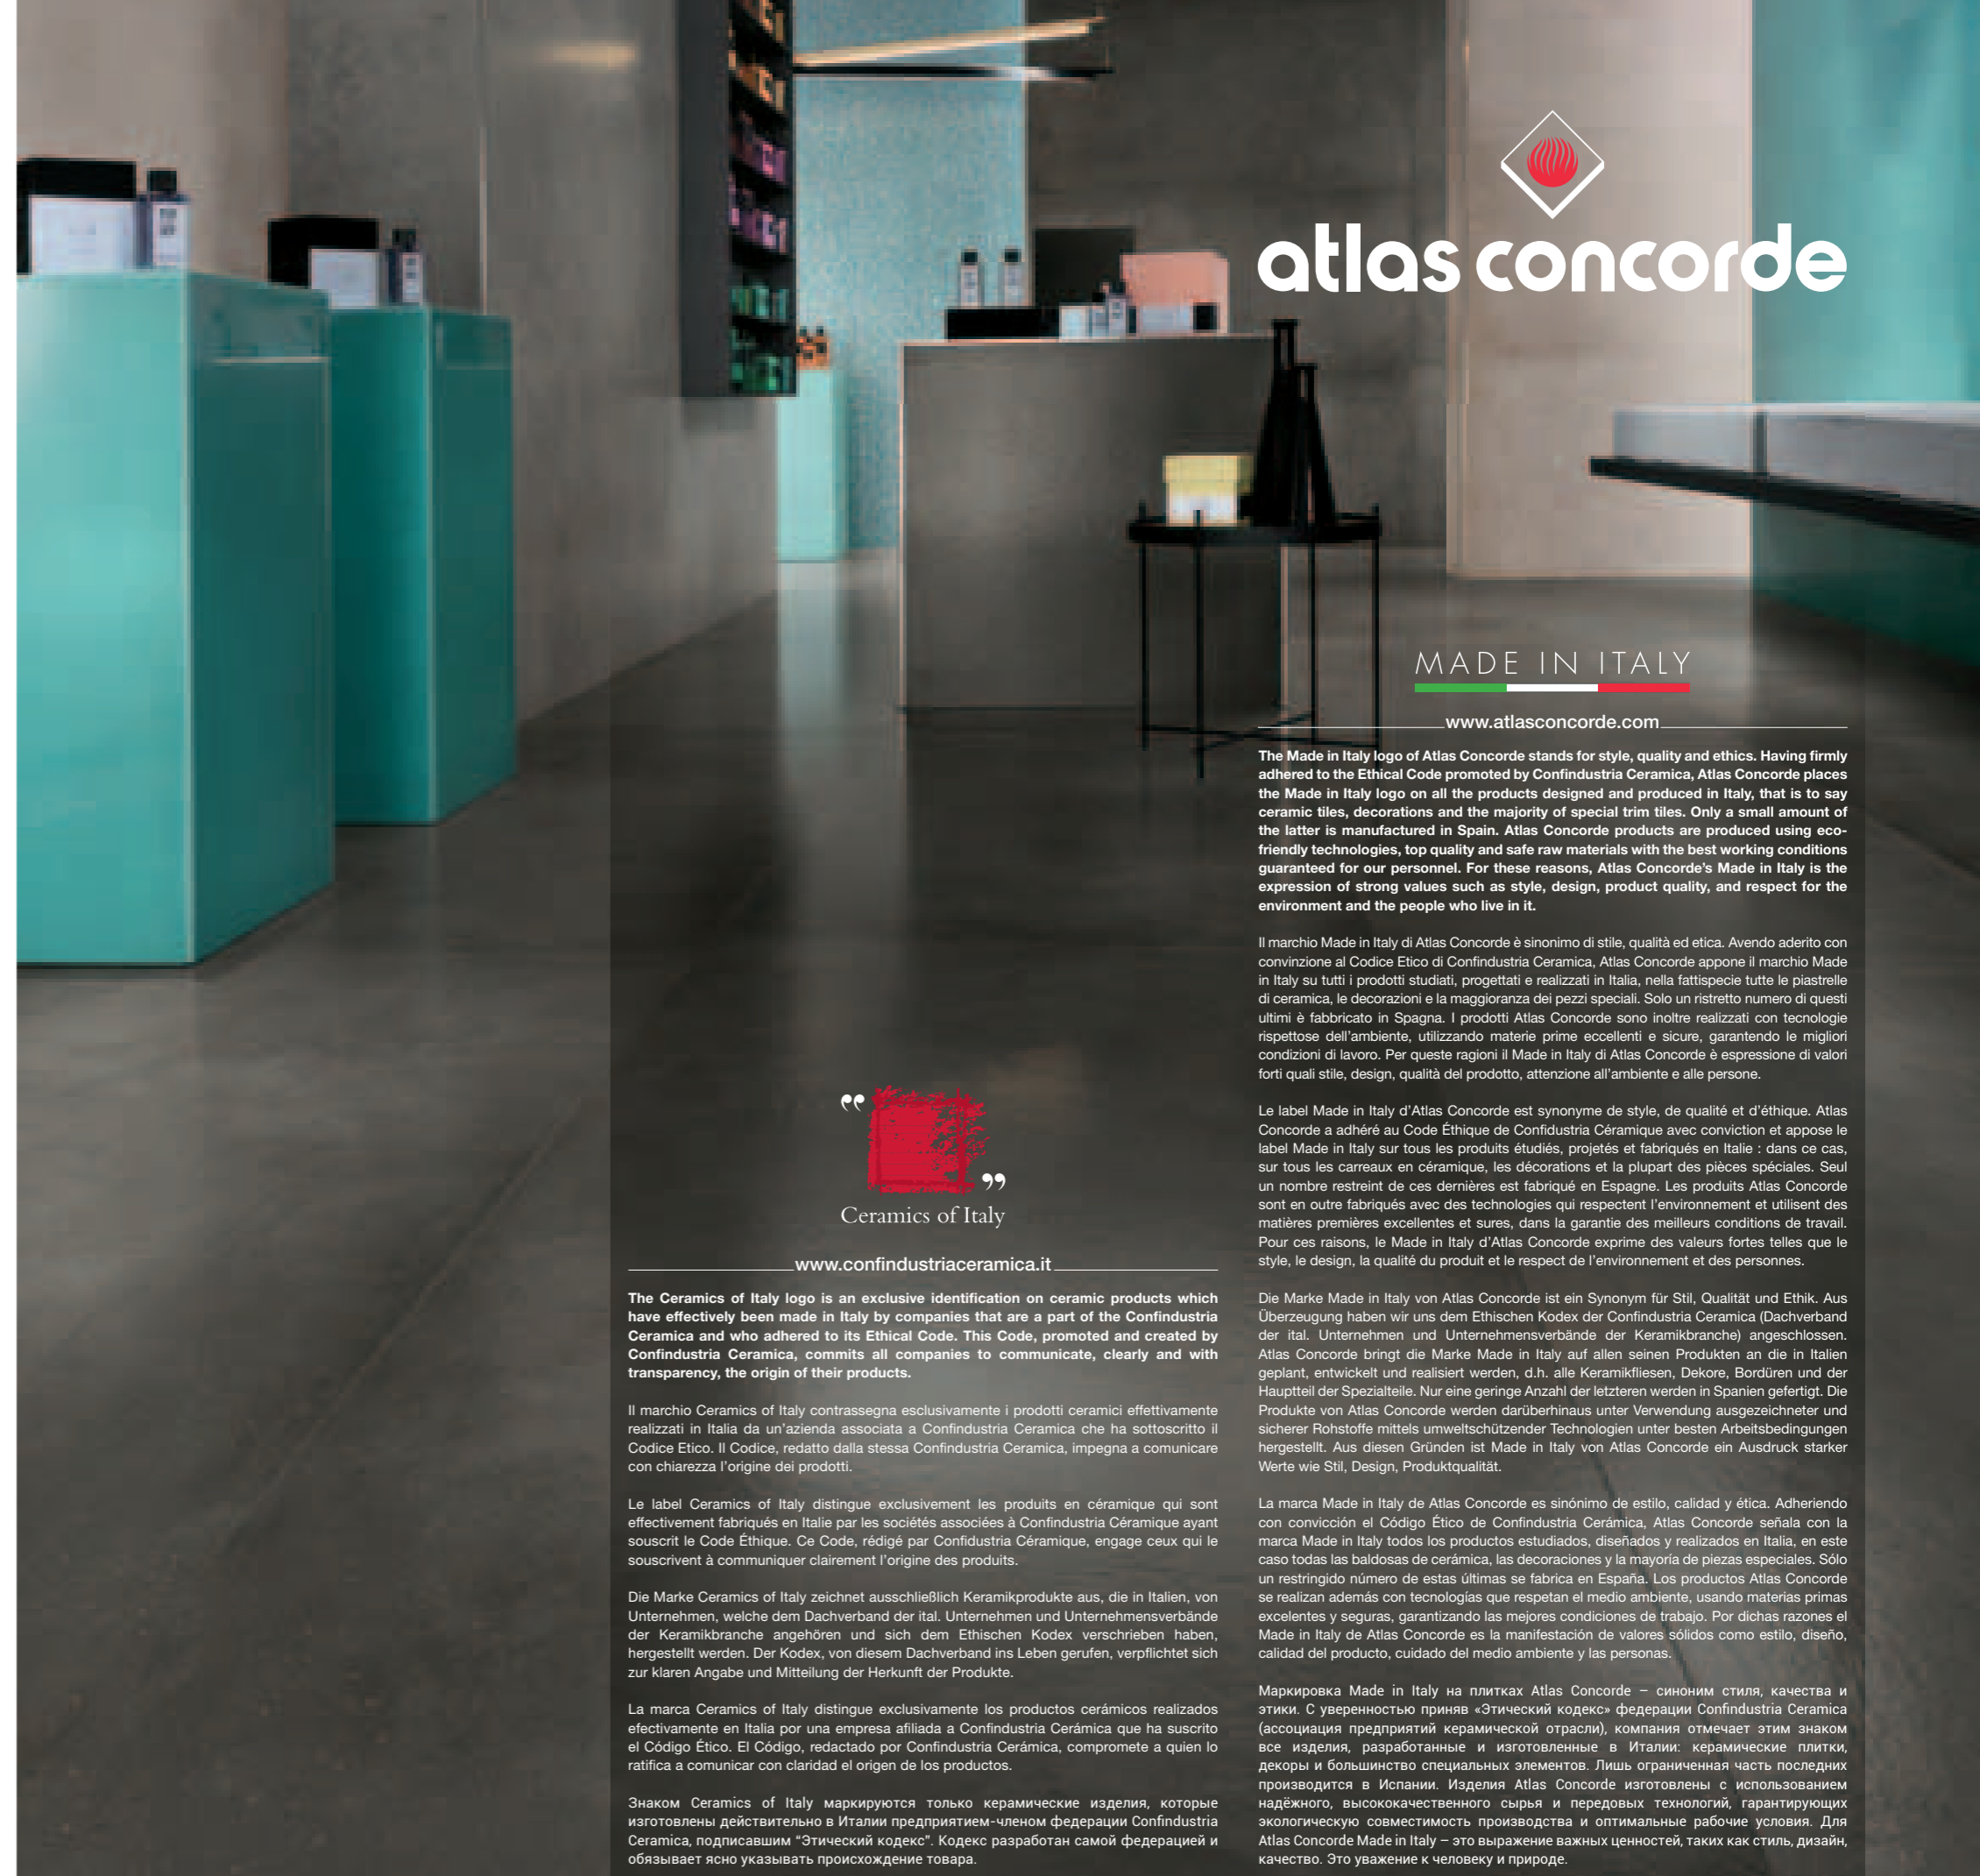 atlas concorde
MADE IN ITALY
www.atlasconcorde.com
The Made in Italy logo of Atlas Concorde stands for style, quality and ethics. Having firmly
adhered to the Ethical Code promoted by Confindustria Ceramica, Atlas Concorde places
the Made in Italy logo on all the products designed and produced in Italy, that is to say
ceramic tiles, decorations and the majority of special trim tiles. Only a small amount of
the latter is manufactured in Spain. Atlas Concorde products are produced using eco-
friendly technologies, top quality and safe raw materials with the best working conditions
guaranteed for our personnel. For these reasons, Atlas Concorde’s Made in Italy is the
expression of strong values such as style, design, product quality, and respect for the
environment and the people who live in it.
Il marchio Made in Italy di Atlas Concorde è sinonimo di stile, qualità ed etica. Avendo aderito con
convinzione al Codice Etico di Confindustria Ceramica, Atlas Concorde appone il marchio Made
in Italy su tutti i prodotti studiati, progettati e realizzati in Italia, nella fattispecie tutte le piastrelle
di ceramica, le decorazioni e la maggioranza dei pezzi speciali. Solo un ristretto numero di questi
ultimi è fabbricato in Spagna. I prodotti Atlas Concorde sono inoltre realizzati con tecnologie
rispettose dell’ambiente, utilizzando materie prime eccellenti e sicure, garantendo le migliori
condizioni di lavoro. Per queste ragioni il Made in Italy di Atlas Concorde è espressione di valori
forti quali stile, design, qualità del prodotto, attenzione all’ambiente e alle persone.
Le label Made in Italy d’Atlas Concorde est synonyme de style, de qualité et d’éthique. Atlas
Concorde a adhéré au Code Éthique de Confidustria Céramique avec conviction et appose le
label Made in Italy sur tous les produits étudiés, projetés et fabriqués en Italie : dans ce cas,
sur tous les carreaux en céramique, les décorations et la plupart des pièces spéciales. Seul
un nombre restreint de ces dernières est fabriqué en Espagne. Les produits Atlas Concorde
sont en outre fabriqués avec des technologies qui respectent l’environnement et utilisent des
matières premières excellentes et sures, dans la garantie des meilleurs conditions de travail.
Pour ces raisons, le Made in Italy d’Atlas Concorde exprime des valeurs fortes telles que le
style, le design, la qualité du produit et le respect de l’environnement et des personnes.
Die Marke Made in Italy von Atlas Concorde ist ein Synonym für Stil, Qualität und Ethik. Aus
Überzeugung haben wir uns dem Ethischen Kodex der Confindustria Ceramica (Dachverband
der ital. Unternehmen und Unternehmensverbände der Keramikbranche) angeschlossen.
Atlas Concorde bringt die Marke Made in Italy auf allen seinen Produkten an die in Italien
geplant, entwickelt und realisiert werden, d.h. alle Keramikfliesen, Dekore, Bordüren und der
Hauptteil der Spezialteile. Nur eine geringe Anzahl der letzteren werden in Spanien gefertigt. Die
Produkte von Atlas Concorde werden darüberhinaus unter Verwendung ausgezeichneter und
sicherer Rohstoffe mittels umweltschützender Technologien unter besten Arbeitsbedingungen
hergestellt. Aus diesen Gründen ist Made in Italy von Atlas Concorde ein Ausdruck starker
Werte wie Stil, Design, Produktqualität.
La marca Made in Italy de Atlas Concorde es sinónimo de estilo, calidad y ética. Adheriendo
con convicción el Código Ético de Confindustria Cerámica, Atlas Concorde señala con la
marca Made in Italy todos los productos estudiados, diseñados y realizados en Italia, en este
caso todas las baldosas de cerámica, las decoraciones y la mayoría de piezas especiales. Sólo
un restringido número de estas últimas se fabrica en España. Los productos Atlas Concorde
se realizan además con tecnologías que respetan el medio ambiente, usando materias primas
excelentes y seguras, garantizando las mejores condiciones de trabajo. Por dichas razones el
Made in Italy de Atlas Concorde es la manifestación de valores sólidos como estilo, diseño,
calidad del producto, cuidado del medio ambiente y las personas.
Маркировка Made in Italy на плитках Atlas Concorde – синоним стиля, качества и
этики. С уверенностью приняв «Этический кодекс» федерации Confindustria Ceramica
(ассоциация предприятий керамической отрасли), компания отмечает этим знаком
все изделия, разработанные и изготовленные в Италии: керамические плитки,
декоры и большинство специальных элементов. Лишь ограниченная часть последних
производится в Испании. Изделия Atlas Concorde изготовлены с использованием
надёжного, высококачественного сырья и передовых технологий, гарантирующих
экологическую совместимость производства и оптимальные рабочие условия. Для
Atlas Concorde Made in Italy – это выражение важных ценностей, таких как стиль, дизайн,
качество. Это уважение к человеку и природе.
“ ”
Ceramics of Italy
www.confindustriaceramica.it
The Ceramics of Italy logo is an exclusive identification on ceramic products which
have effectively been made in Italy by companies that are a part of the Confindustria
Ceramica and who adhered to its Ethical Code. This Code, promoted and created by
Confindustria Ceramica, commits all companies to communicate, clearly and with
transparency, the origin of their products.
Il marchio Ceramics of Italy contrassegna esclusivamente i prodotti ceramici effettivamente
realizzati in Italia da un’azienda associata a Confindustria Ceramica che ha sottoscritto il
Codice Etico. Il Codice, redatto dalla stessa Confindustria Ceramica, impegna a comunicare
con chiarezza l’origine dei prodotti.
Le label Ceramics of Italy distingue exclusivement les produits en céramique qui sont
effectivement fabriqués en Italie par les sociétés associées à Confindustria Céramique ayant
souscrit le Code Éthique. Ce Code, rédigé par Confidustria Céramique, engage ceux qui le
souscrivent à communiquer clairement l’origine des produits.
Die Marke Ceramics of Italy zeichnet ausschließlich Keramikprodukte aus, die in Italien, von
Unternehmen, welche dem Dachverband der ital. Unternehmen und Unternehmensverbände
der Keramikbranche angehören und sich dem Ethischen Kodex verschrieben haben,
hergestellt werden. Der Kodex, von diesem Dachverband ins Leben gerufen, verpflichtet sich
zur klaren Angabe und Mitteilung der Herkunft der Produkte.
La marca Ceramics of Italy distingue exclusivamente los productos cerámicos realizados
efectivamente en Italia por una empresa afiliada a Confindustria Cerámica que ha suscrito
el Código Ético. El Código, redactado por Confindustria Cerámica, compromete a quien lo
ratifica a comunicar con claridad el origen de los productos.
Знаком Ceramics of Italy маркируются только керамические изделия, которые
изготовлены действительно в Италии предприятием-членом федерации Confindustria
Ceramica, подписавшим “Этический кодекс”. Кодекс разработан самой федерацией и
обязывает ясно указывать происхождение товара.